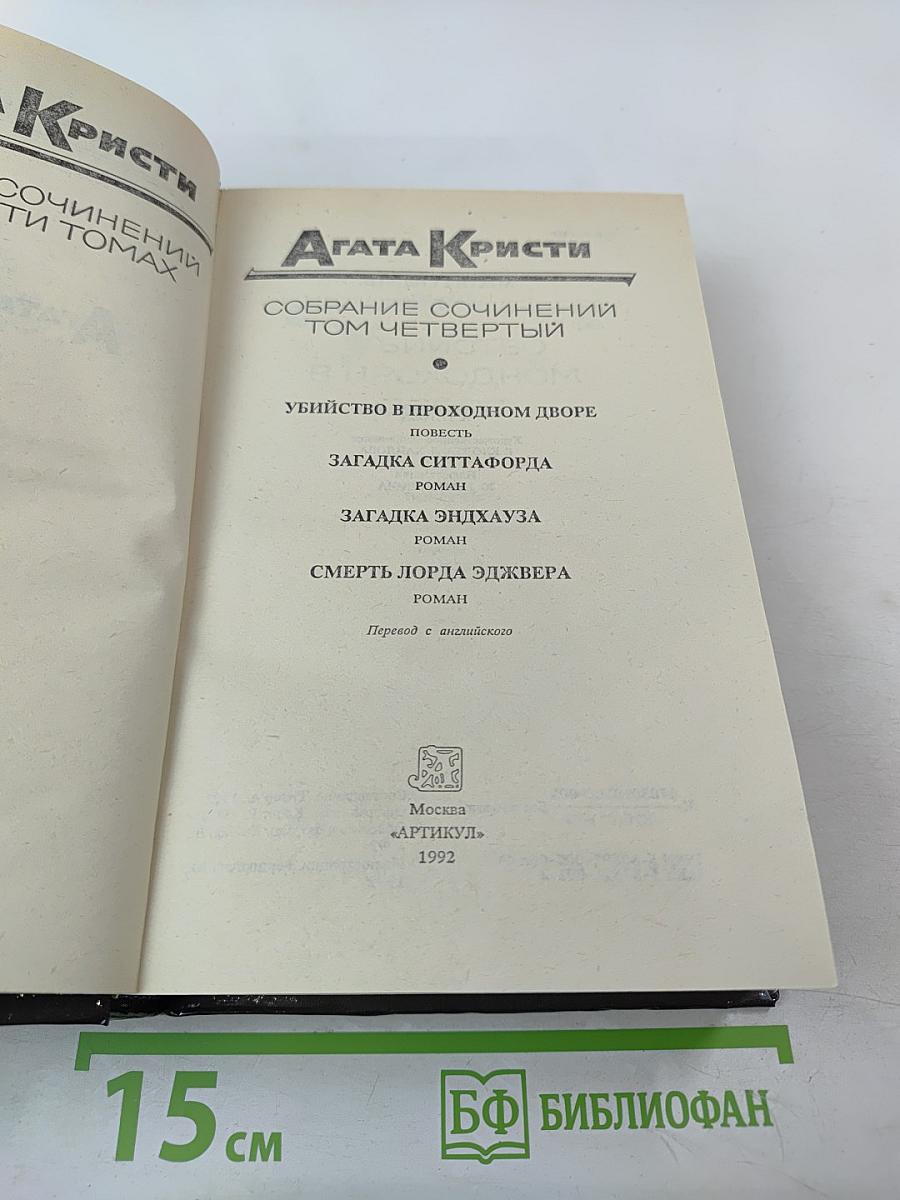 Кристи
СОЧИНЕНИЙ
ТИ ТОМАХ
Агата Кристи
СОБРАНИЕ СОЧИНЕНИЙ
ТОМ ЧЕТВЕРТЫЙ
УБИЙСТВО В ПРОХОДНОМ ДВОРЕ
ПОВЕСТЬ
ЗАГАДКА СИТТАФОРДА
РОМАН
ЗАГАДКА ЭНДХАУЗА
РОМАН
СМЕРТЬ ЛОРДА ЭДЖВЕРА
РОМАН
Перевод с английского
Москва
«АРТИКУЛ»
1992
15 см
БФ БИБЛИОФАН